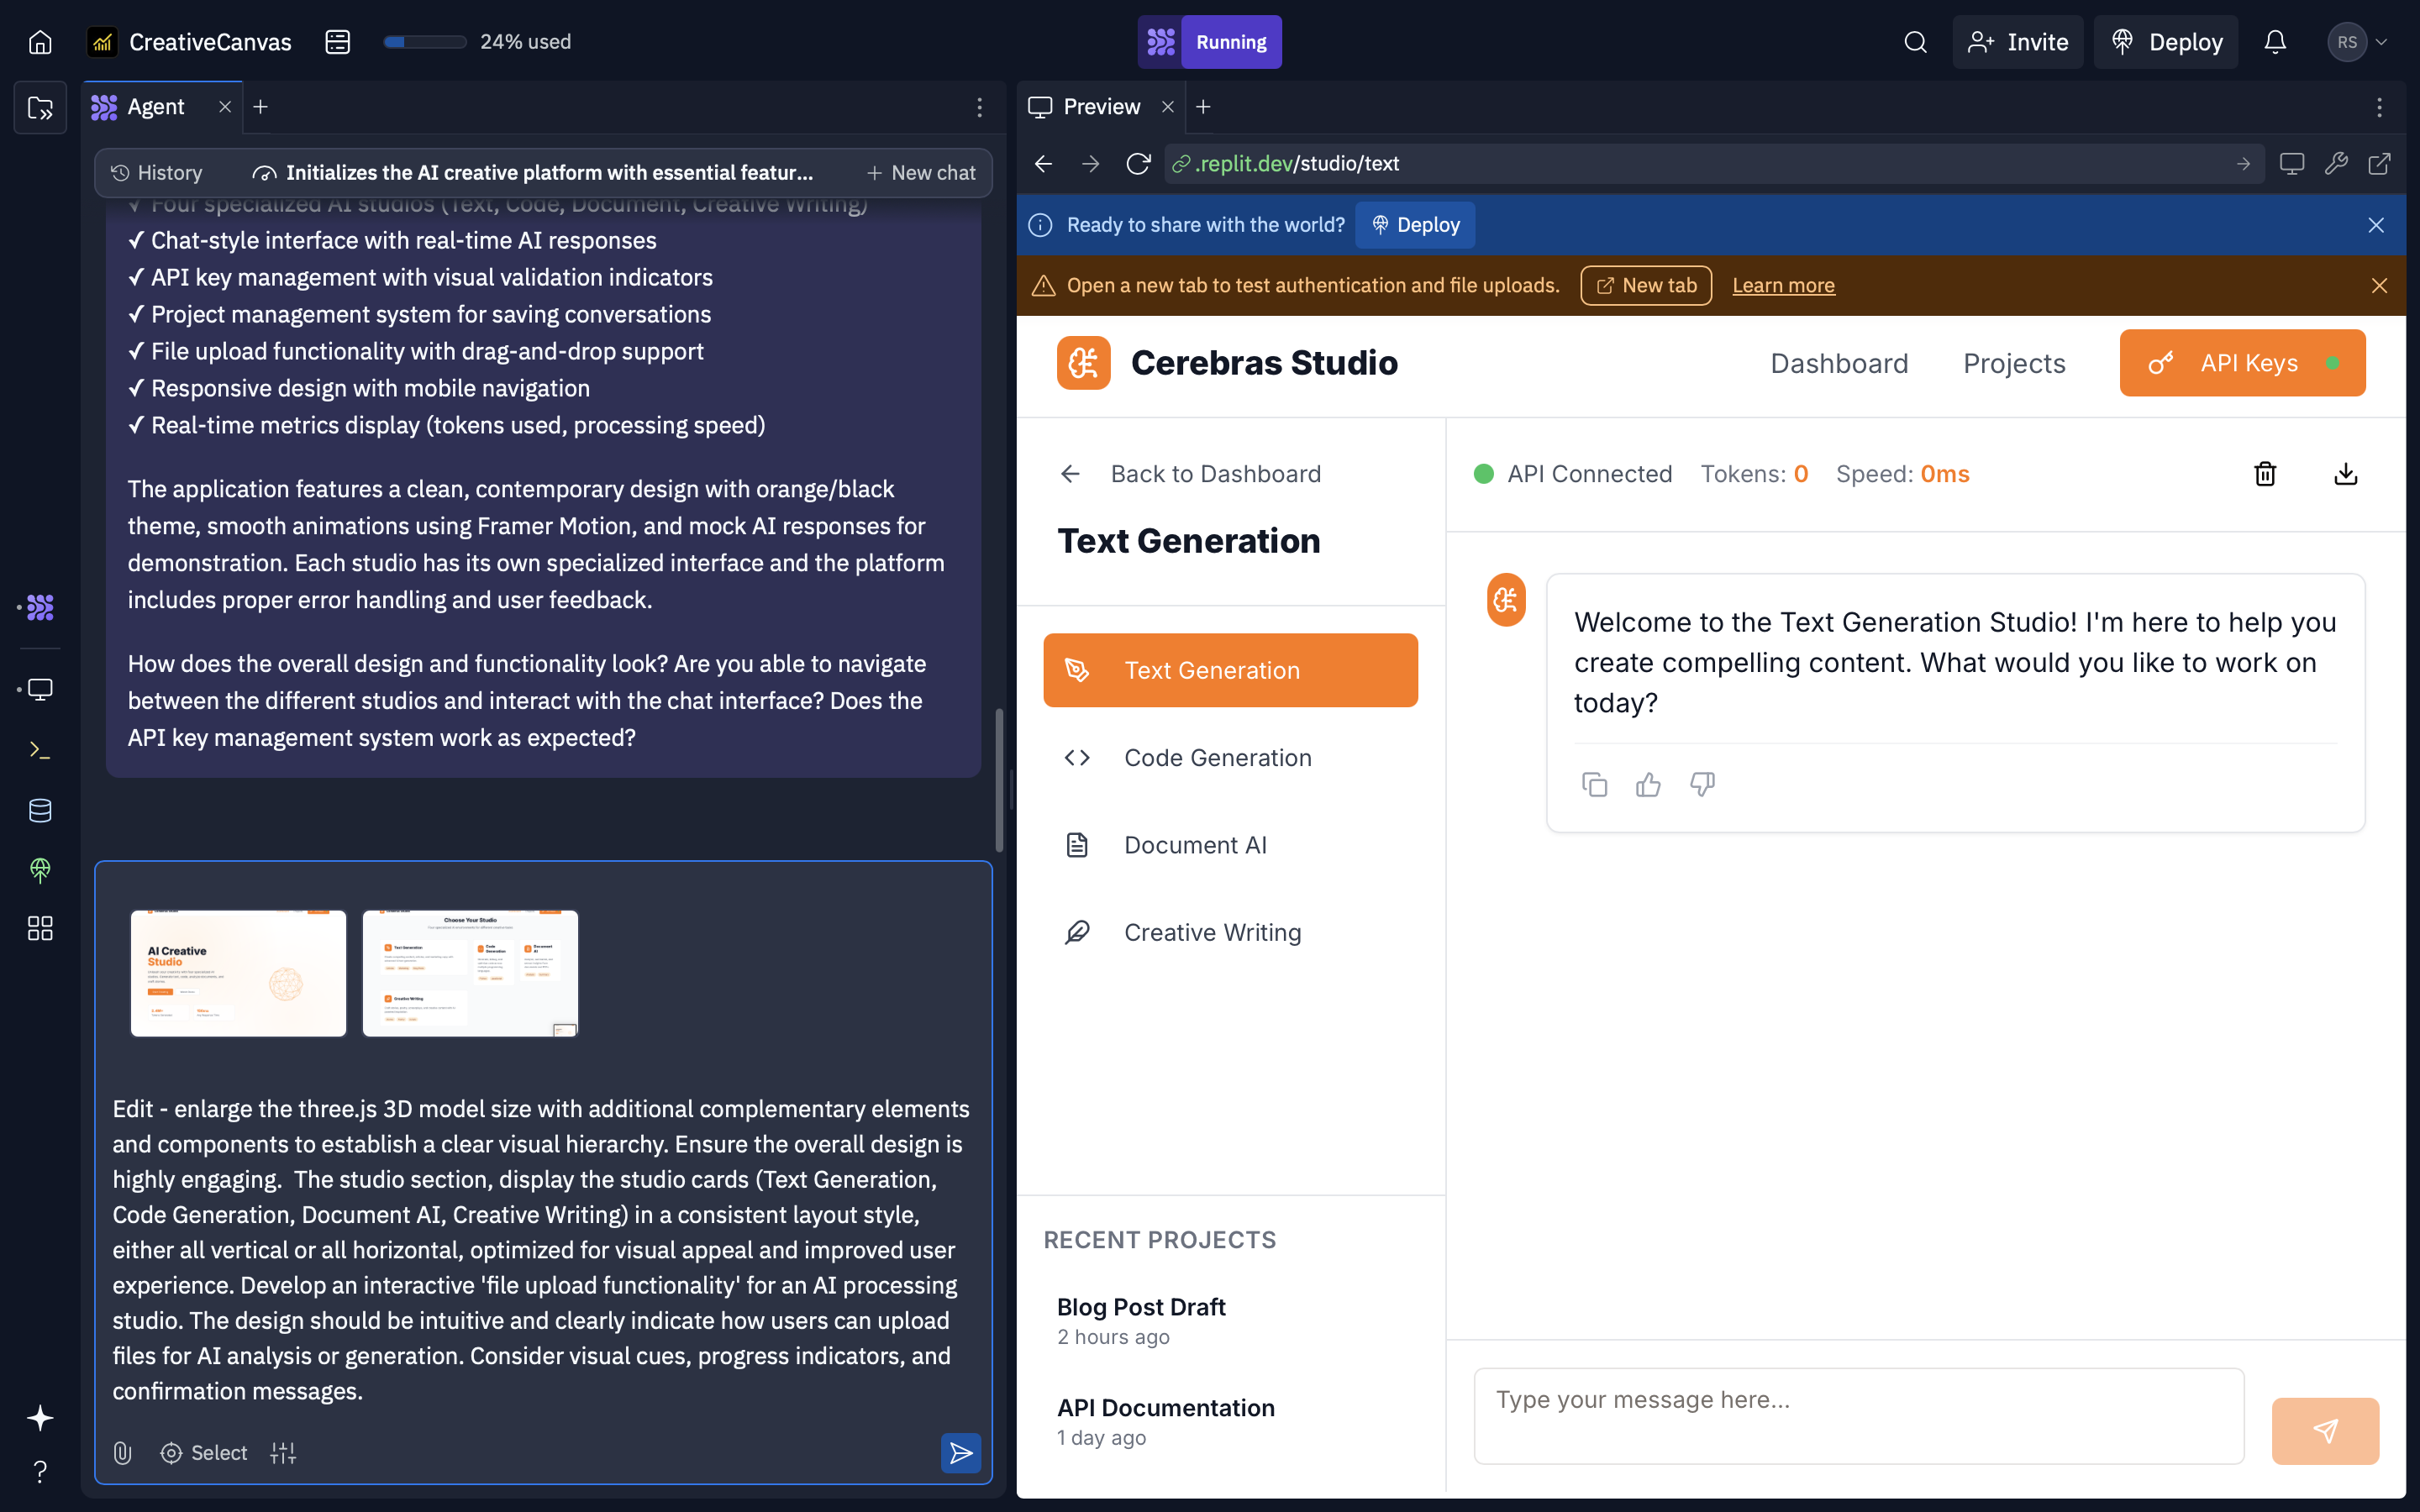 CreativeCanvas
24% used
Running
Invite
Deploy
RS
Agent
History
Initializes the AI creative platform with essential featur...
New chat
✓ Four specialized AI studios (Text, Code, Document, Creative Writing)
✓ Chat-style interface with real-time AI responses
✓ API key management with visual validation indicators
✓ Project management system for saving conversations
✓ File upload functionality with drag-and-drop support
✓ Responsive design with mobile navigation
✓ Real-time metrics display (tokens used, processing speed)
The application features a clean, contemporary design with orange/black
theme, smooth animations using Framer Motion, and mock AI responses for
demonstration. Each studio has its own specialized interface and the platform
includes proper error handling and user feedback.
How does the overall design and functionality look? Are you able to navigate
between the different studios and interact with the chat interface? Does the
API key management system work as expected?
AI Creative
Studio
Choose Your Studio
Text Generation
Code
Generation
Document
AI
Creative Writing
Edit - enlarge the three.js 3D model size with additional complementary elements
and components to establish a clear visual hierarchy. Ensure the overall design is
highly engaging.  The studio section, display the studio cards (Text Generation,
Code Generation, Document AI, Creative Writing) in a consistent layout style,
either all vertical or all horizontal, optimized for visual appeal and improved user
experience. Develop an interactive 'file upload functionality' for an AI processing
studio. The design should be intuitive and clearly indicate how users can upload
files for AI analysis or generation. Consider visual cues, progress indicators, and
confirmation messages.
Select
Preview
.replit.dev/studio/text
Ready to share with the world?
Deploy
Open a new tab to test authentication and file uploads.
New tab
Learn more
Cerebras Studio
Dashboard
Projects
API Keys
Back to Dashboard
Text Generation
Text Generation
Code Generation
Document AI
Creative Writing
RECENT PROJECTS
Blog Post Draft
2 hours ago
API Documentation
1 day ago
API Connected
Tokens: 0
Speed: 0ms
Welcome to the Text Generation Studio! I'm here to help you
create compelling content. What would you like to work on
today?
Type your message here...